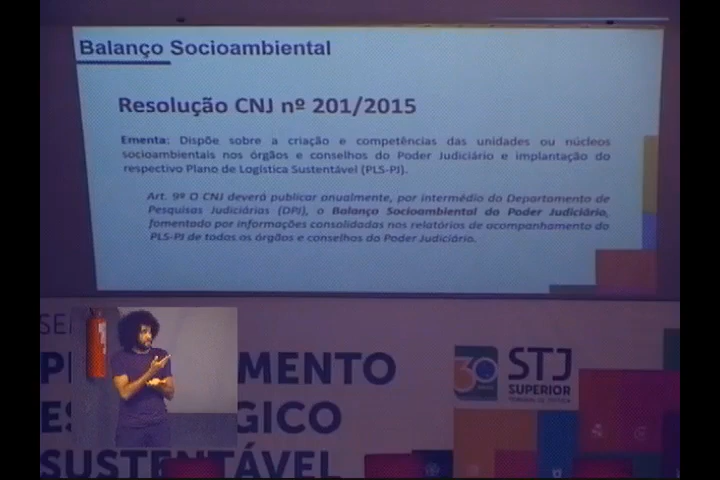 Balanço Socioambiental
Resolução CNJ nº 201/2015
Ementa: Dispõe sobre a criação e competências das unidades ou núcleos
socioambientais nos órgãos e conselhos do Poder Judiciário e implantação do
respectivo Plano de Logística Sustentável (PLS-PJ).
Art. 9º O CNJ deverá publicar anualmente, por intermédio do Departamento de
Pesquisas Judiciárias (DPJ), o Balanço Socioambiental do Poder Judiciário,
fomentado por informações consolidadas nos relatórios de acompanhamento do
PLS-PJ de todos os órgãos e conselhos do Poder Judiciário.
SE
P MENTO
ES GICO
SUSTENTÁVEL
30
STJ
SUPERIOR